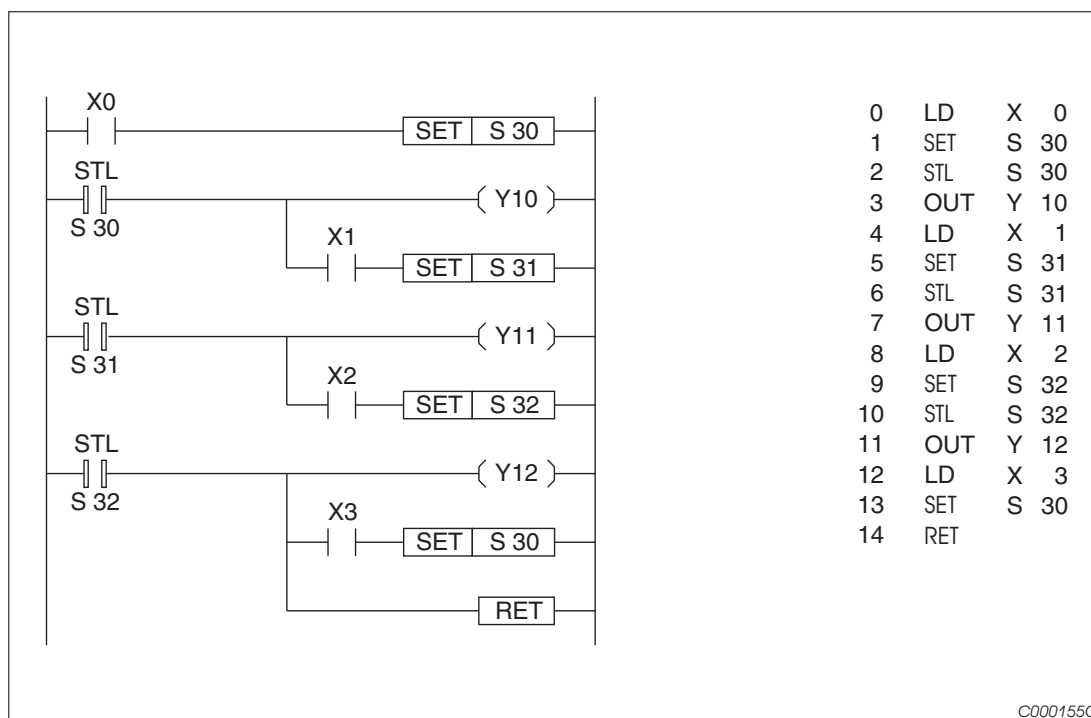 X0
SET S 30
STL
Y10
S 30
X1
SET S 31
STL
Y11
S 31
X2
SET S 32
STL
Y12
S 32
X3
SET S 30
RET
0 LD X 0
1 SET S 30
2 STL S 30
3 OUT Y 10
4 LD X 1
5 SET S 31
6 STL S 31
7 OUT Y 11
8 LD X 2
9 SET S 32
10 STL S 32
11 OUT Y 12
12 LD X 3
13 SET S 30
14 RET